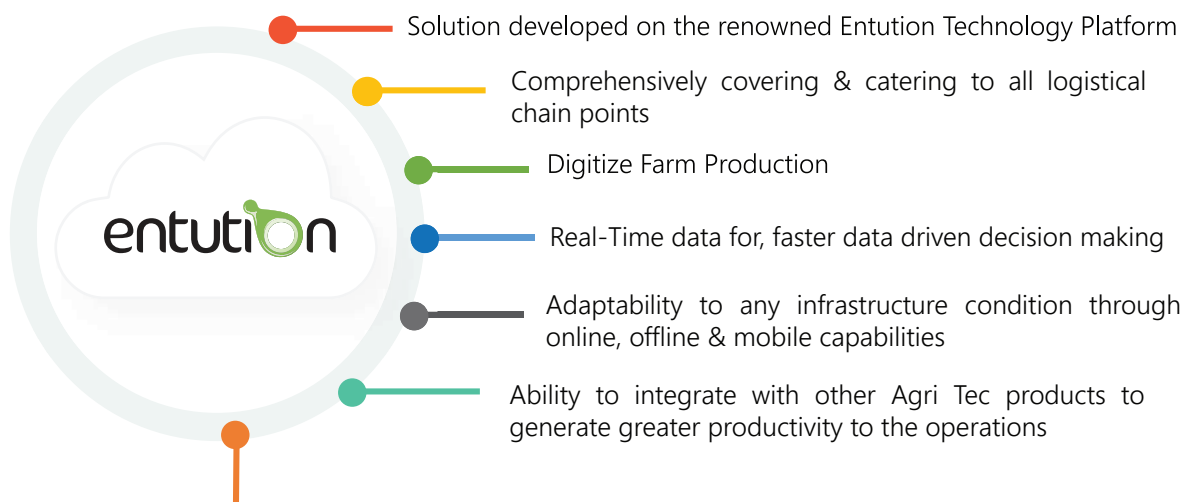 Solution developed on the renowned Entution Technology Platform
Comprehensively covering & catering to all logistical
chain points
Digitize Farm Production
entution
Real-Time data for, faster data driven decision making
Adaptability to any infrastructure condition through
online, offline & mobile capabilities
Ability to integrate with other Agri Tec products to
generate greater productivity to the operations